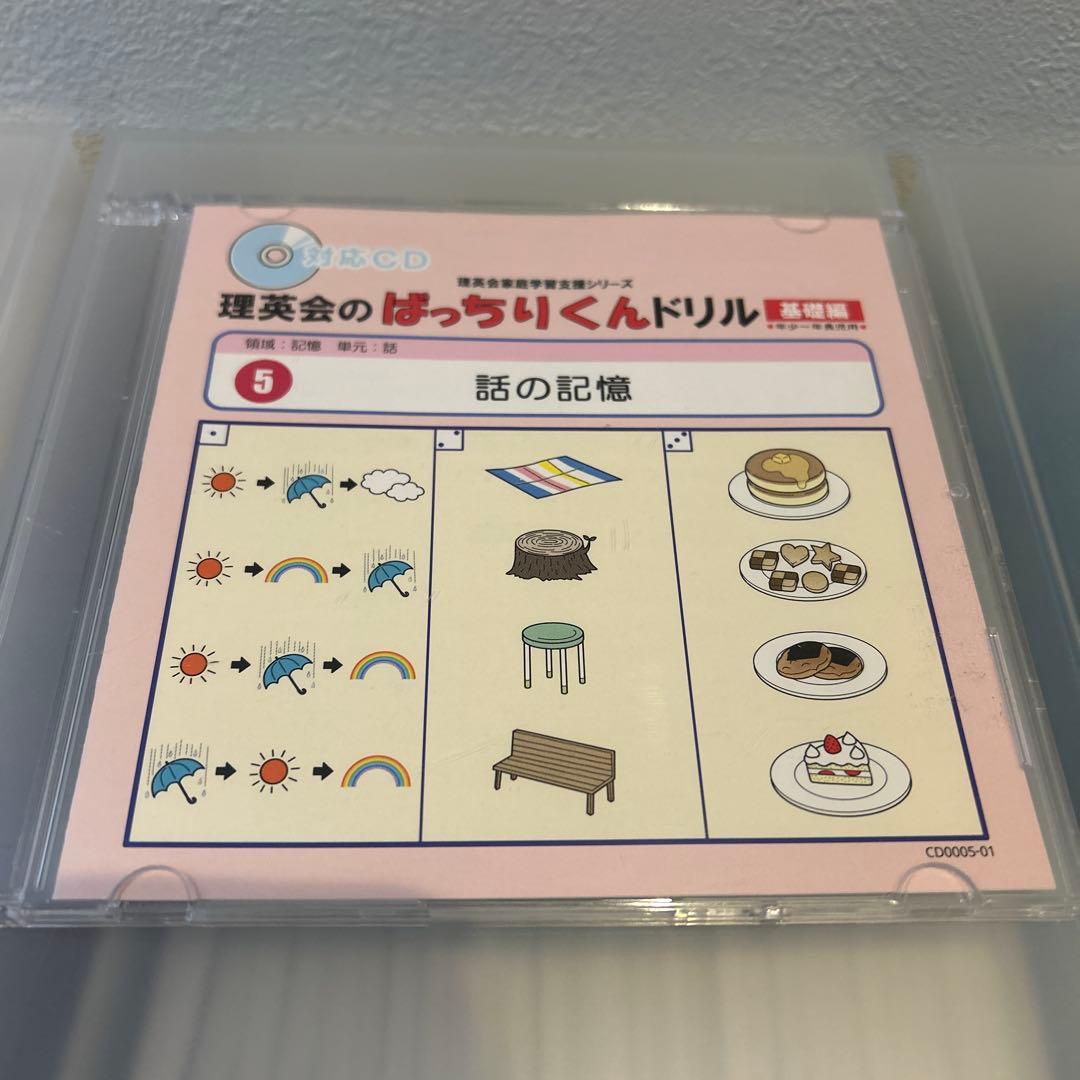 対応CD
理英会家庭学習支援シリーズ
理英会の ばっちりくんドリル 基礎編
年少〜年長児用
領域：記憶 単元：話
5 話の記憶
CD0005-01